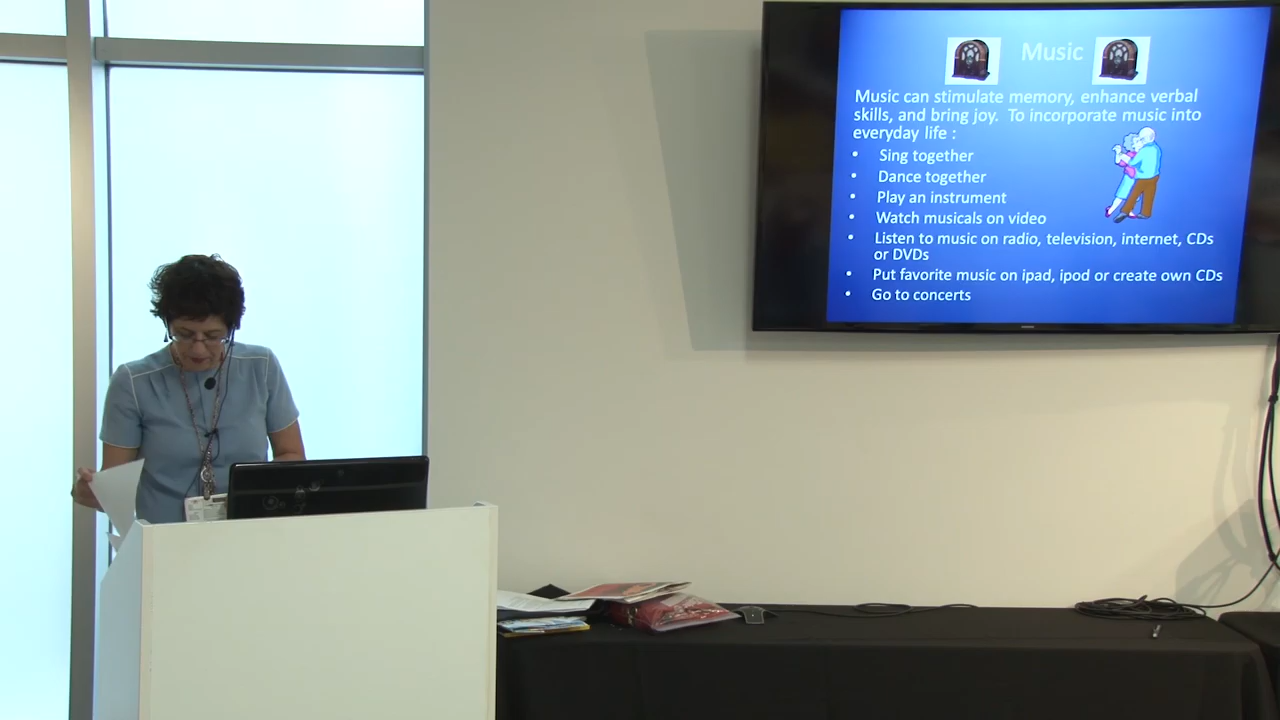 Music
Music can stimulate memory, enhance verbal
skills, and bring joy. To incorporate music into
everyday life :
• Sing together
• Dance together
• Play an instrument
• Watch musicals on video
• Listen to music on radio, television, internet, CDs
or DVDs
• Put favorite music on ipad, ipod or create own CDs
• Go to concerts